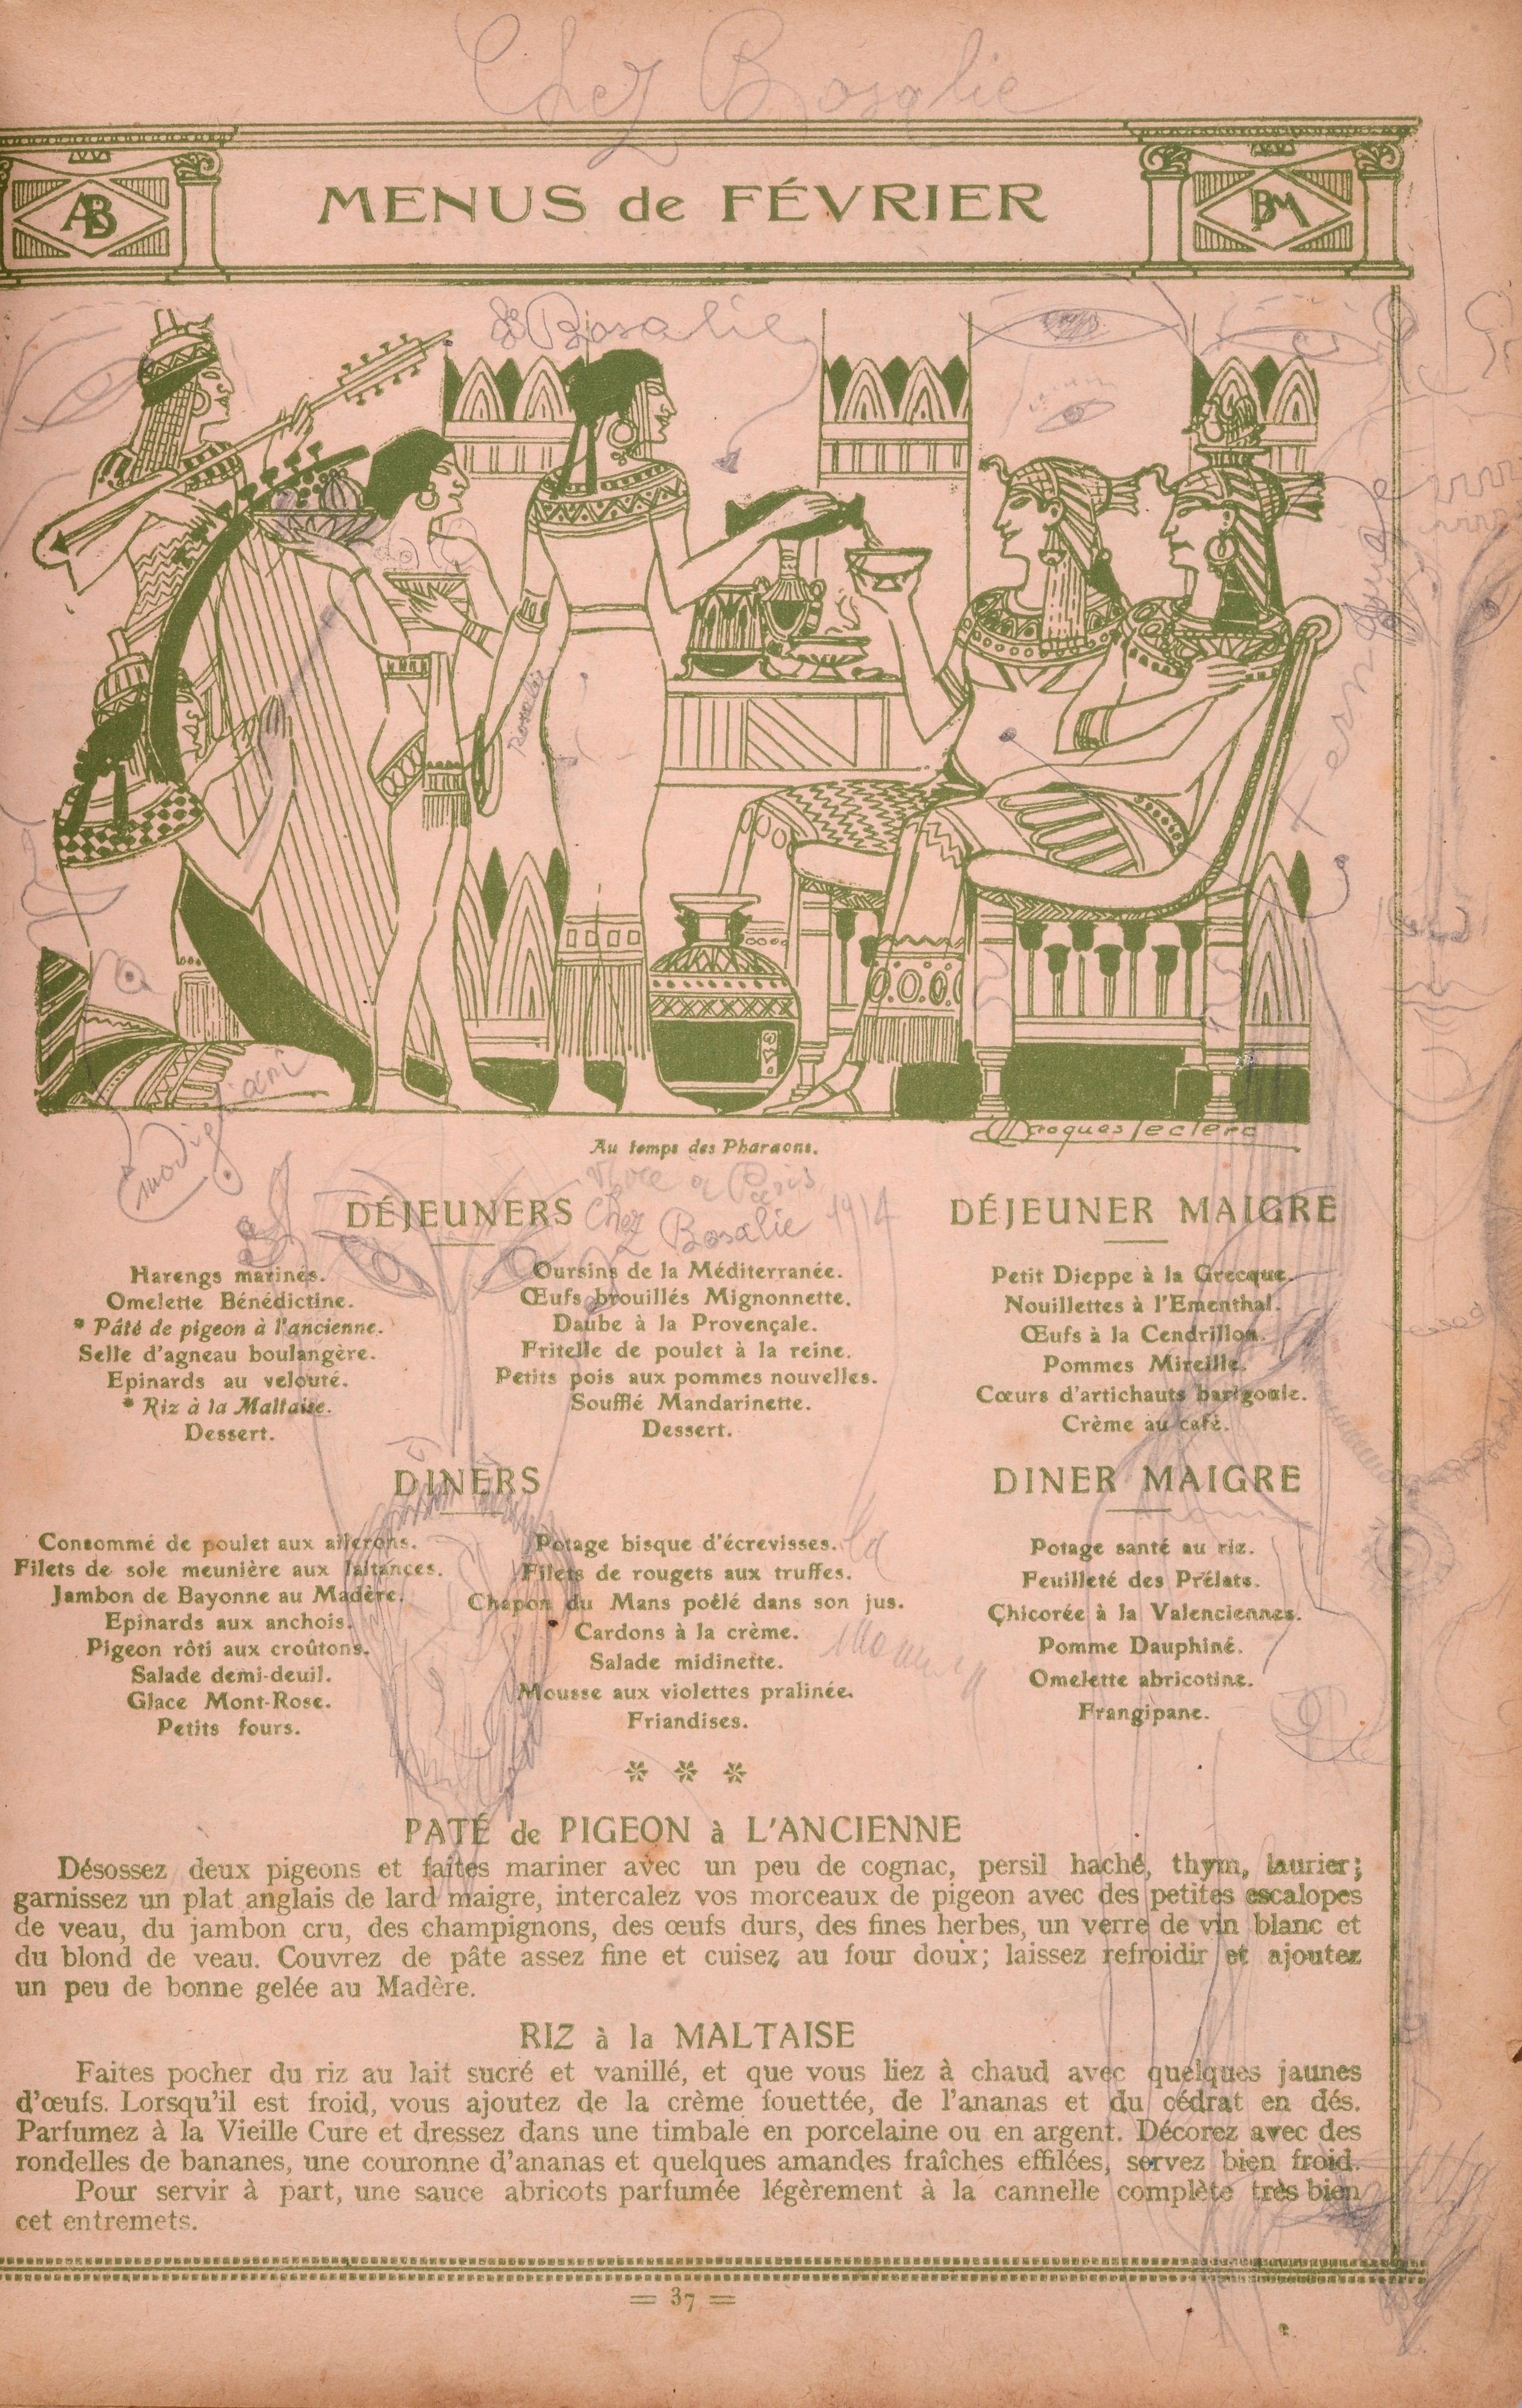 Chez Rosalie
AB
MENUS de FÉVRIER
BM
Rosalie
Rosalie
modigliani
Jacques Leclerc
Au temps des Pharaons.
à Paris
Chez Rosalie 1914
DÉJEUNERS
Harengs marinés.
Omelette Bénédictine.
* Pâté de pigeon à l'ancienne.
Selle d'agneau boulangère.
Epinards au velouté.
* Riz à la Maltaise.
Dessert.
Oursins de la Méditerranée.
Œufs brouillés Mignonnette.
Daube à la Provençale.
Fritelle de poulet à la reine.
Petits pois aux pommes nouvelles.
Soufflé Mandarinette.
Dessert.
DÉJEUNER MAIGRE
Petit Dieppe à la Grecque.
Nouillettes à l'Ementhal.
Œufs à la Cendrillon.
Pommes Mireille.
Cœurs d'artichauts barigoule.
Crème au café.
DINERS
Consommé de poulet aux ailerons.
Filets de sole meunière aux laitances.
Jambon de Bayonne au Madère.
Epinards aux anchois.
Pigeon rôti aux croûtons.
Salade demi-deuil.
Glace Mont-Rose.
Petits fours.
Potage bisque d'écrevisses.
Filets de rougets aux truffes.
Chapon du Mans poêlé dans son jus.
Cardons à la crème.
Salade midinette.
Mousse aux violettes pralinée.
Friandises.
la
DINER MAIGRE
Potage santé au riz.
Feuilleté des Prélats.
Chicorée à la Valenciennes.
Pomme Dauphiné.
Omelette abricotine.
Frangipane.
PATÉ de PIGEON à L'ANCIENNE
Désossez deux pigeons et faites mariner avec un peu de cognac, persil haché, thym, laurier;
garnissez un plat anglais de lard maigre, intercalez vos morceaux de pigeon avec des petites escalopes
de veau, du jambon cru, des champignons, des œufs durs, des fines herbes, un verre de vin blanc et
du blond de veau. Couvrez de pâte assez fine et cuisez au four doux; laissez refroidir et ajoutez
un peu de bonne gelée au Madère.
RIZ à la MALTAISE
Faites pocher du riz au lait sucré et vanillé, et que vous liez à chaud avec quelques jaunes
d'œufs. Lorsqu'il est froid, vous ajoutez de la crème fouettée, de l'ananas et du cédrat en dés.
Parfumez à la Vieille Cure et dressez dans une timbale en porcelaine ou en argent. Décorez avec des
rondelles de bananes, une couronne d'ananas et quelques amandes fraîches effilées, servez bien froid.
Pour servir à part, une sauce abricots parfumée légèrement à la cannelle complète très bien
cet entremets.
= 37 =